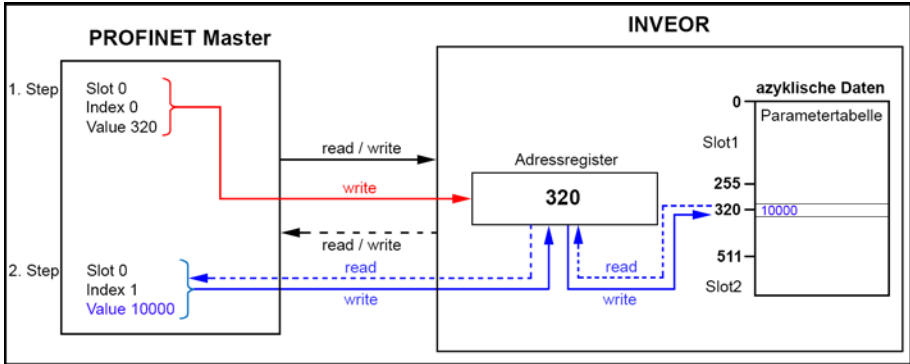 PROFINET Master
INVEOR
1. Step
Slot 0
Index 0
Value 320
read / write
write
read / write
2. Step
Slot 0
Index 1
Value 10000
read
write
Adressregister
320
read
write
azyklische Daten
Parametertabelle
0
Slot1
255
320
10000
511
Slot2